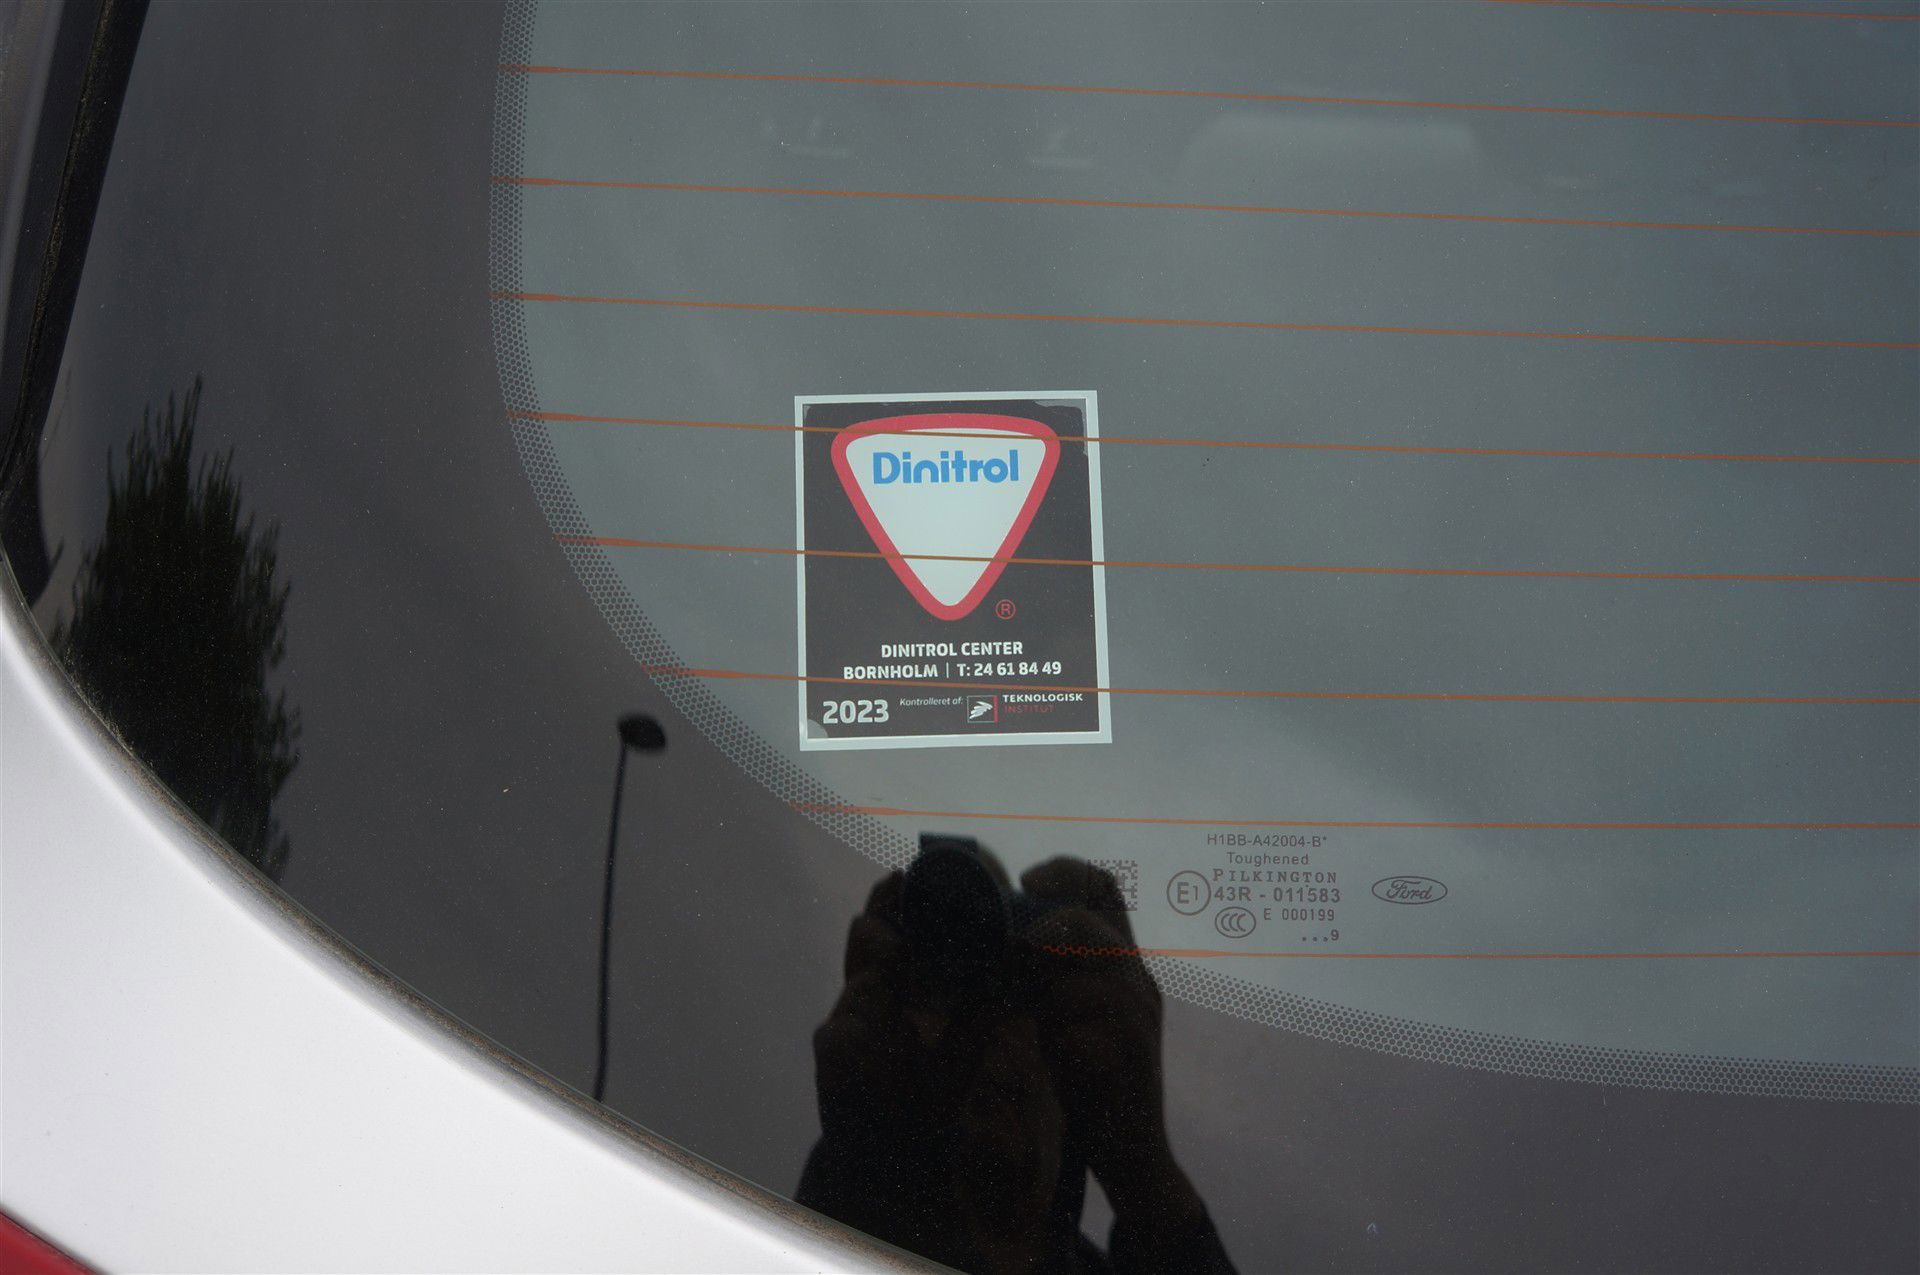 Dinitrol
®
DINITROL CENTER
BORNHOLM | T: 24 61 84 49
2023 Kontrolleret af: TEKNOLOGISK
INSTITUT
H1BB-A42004-B*
Toughened
PILKINGTON
E1 43R - 011583
CCC E 000199
...9
Ford